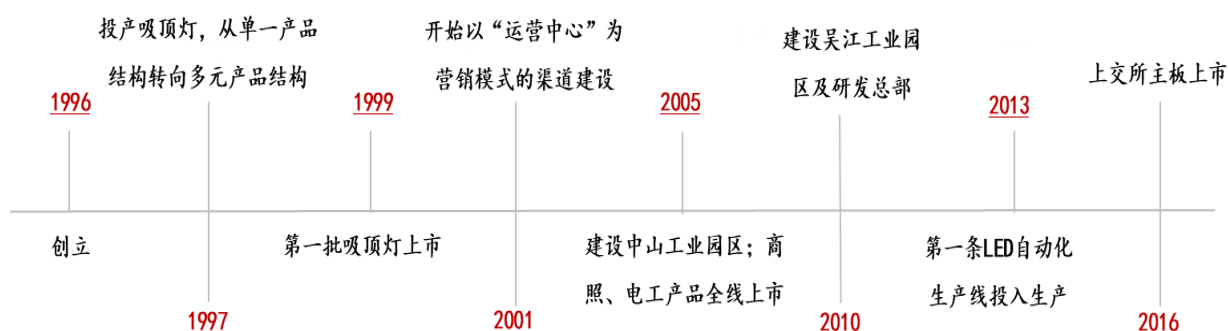 投产吸顶灯，从单一产品
结构转向多元产品结构
开始以“运营中心”为
营销模式的渠道建设
建设吴江工业园
区及研发总部
上交所主板上市
1996
1999
2005
2013
创立
第一批吸顶灯上市
建设中山工业园区；商
照、电工产品全线上市
第一条LED自动化
生产线投入生产
1997
2001
2010
2016